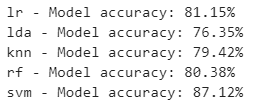 lr - Model accuracy: 81.15%
lda - Model accuracy: 76.35%
knn - Model accuracy: 79.42%
rf - Model accuracy: 80.38%
svm - Model accuracy: 87.12%